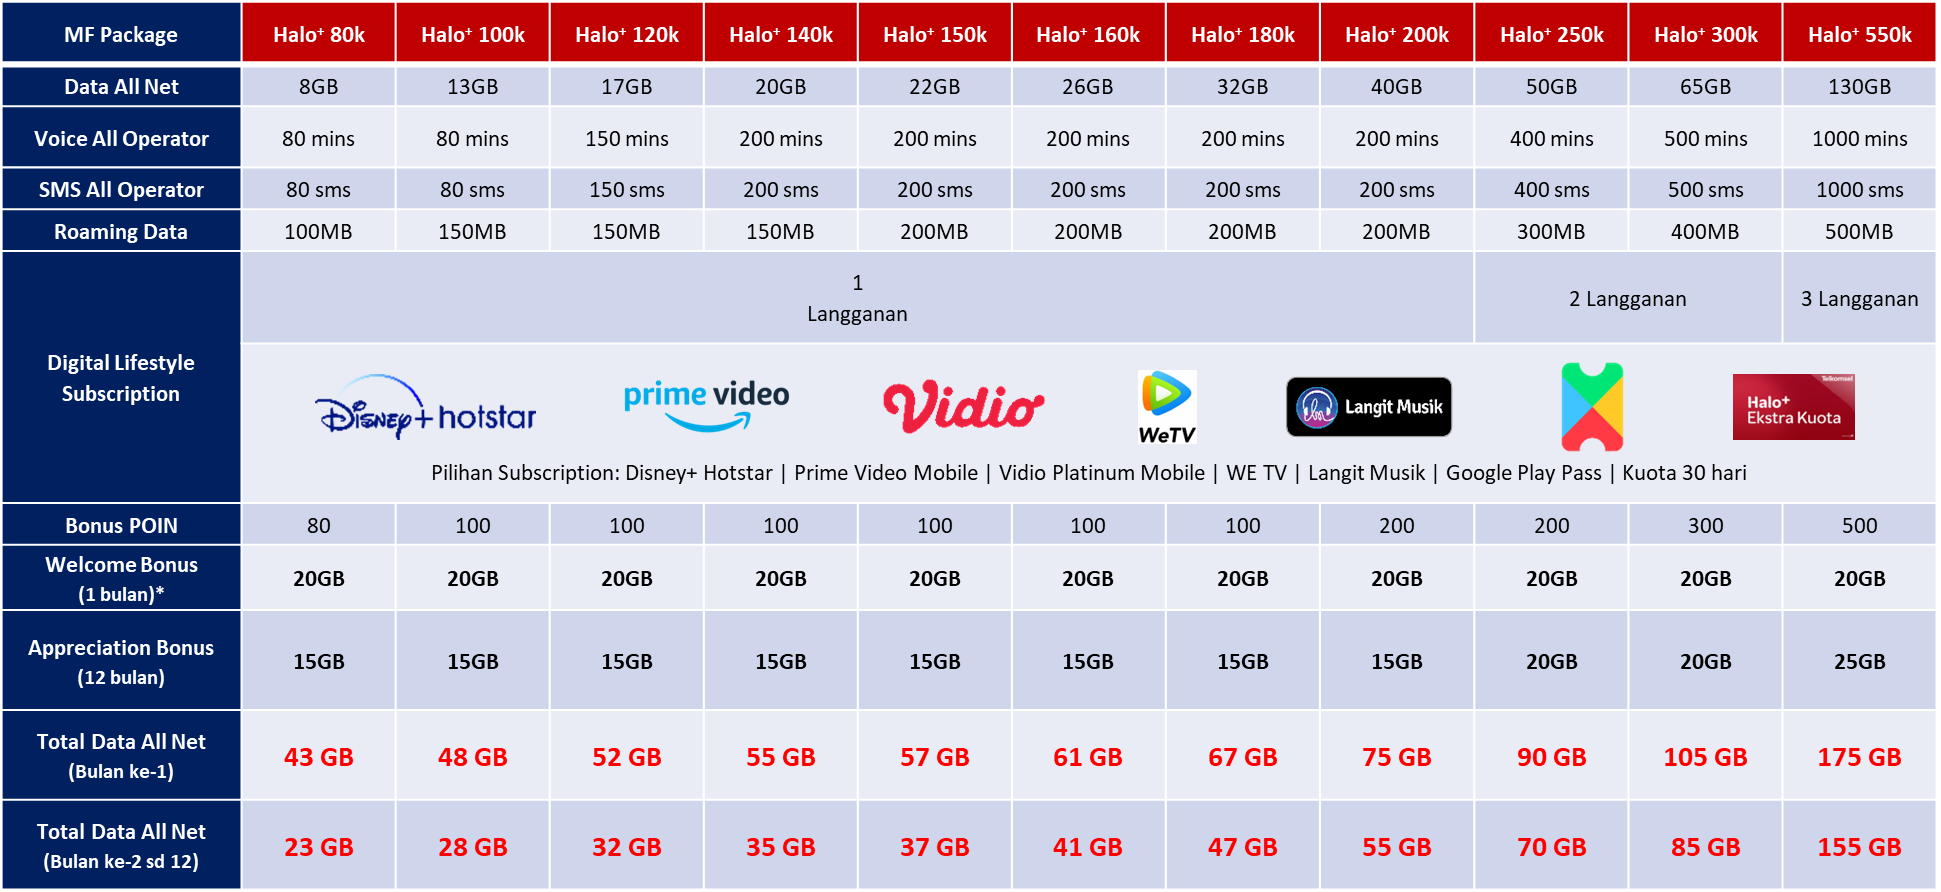 MF Package Halo⁺ 80k Halo⁺ 100k Halo⁺ 120k Halo⁺ 140k Halo⁺ 150k Halo⁺ 160k Halo⁺ 180k Halo⁺ 200k Halo⁺ 250k Halo⁺ 300k Halo⁺ 550k
Data All Net 8GB 13GB 17GB 20GB 22GB 26GB 32GB 40GB 50GB 65GB 130GB
Voice All Operator 80 mins 80 mins 150 mins 200 mins 200 mins 200 mins 200 mins 200 mins 400 mins 500 mins 1000 mins
SMS All Operator 80 sms 80 sms 150 sms 200 sms 200 sms 200 sms 200 sms 200 sms 400 sms 500 sms 1000 sms
Roaming Data 100MB 150MB 150MB 150MB 200MB 200MB 200MB 200MB 300MB 400MB 500MB
Digital Lifestyle
Subscription
1
Langganan
2 Langganan
3 Langganan
Disney+ hotstar
prime video
Vidio
WeTV
lm Langit Musik
Telkomsel
Halo+
Ekstra Kuota
Pilihan Subscription: Disney+ Hotstar | Prime Video Mobile | Vidio Platinum Mobile | WE TV | Langit Musik | Google Play Pass | Kuota 30 hari
Bonus POIN 80 100 100 100 100 100 100 200 200 300 500
Welcome Bonus
(1 bulan)*
20GB 20GB 20GB 20GB 20GB 20GB 20GB 20GB 20GB 20GB 20GB
Appreciation Bonus
(12 bulan)
15GB 15GB 15GB 15GB 15GB 15GB 15GB 15GB 20GB 20GB 25GB
Total Data All Net
(Bulan ke-1)
43 GB 48 GB 52 GB 55 GB 57 GB 61 GB 67 GB 75 GB 90 GB 105 GB 175 GB
Total Data All Net
(Bulan ke-2 sd 12)
23 GB 28 GB 32 GB 35 GB 37 GB 41 GB 47 GB 55 GB 70 GB 85 GB 155 GB